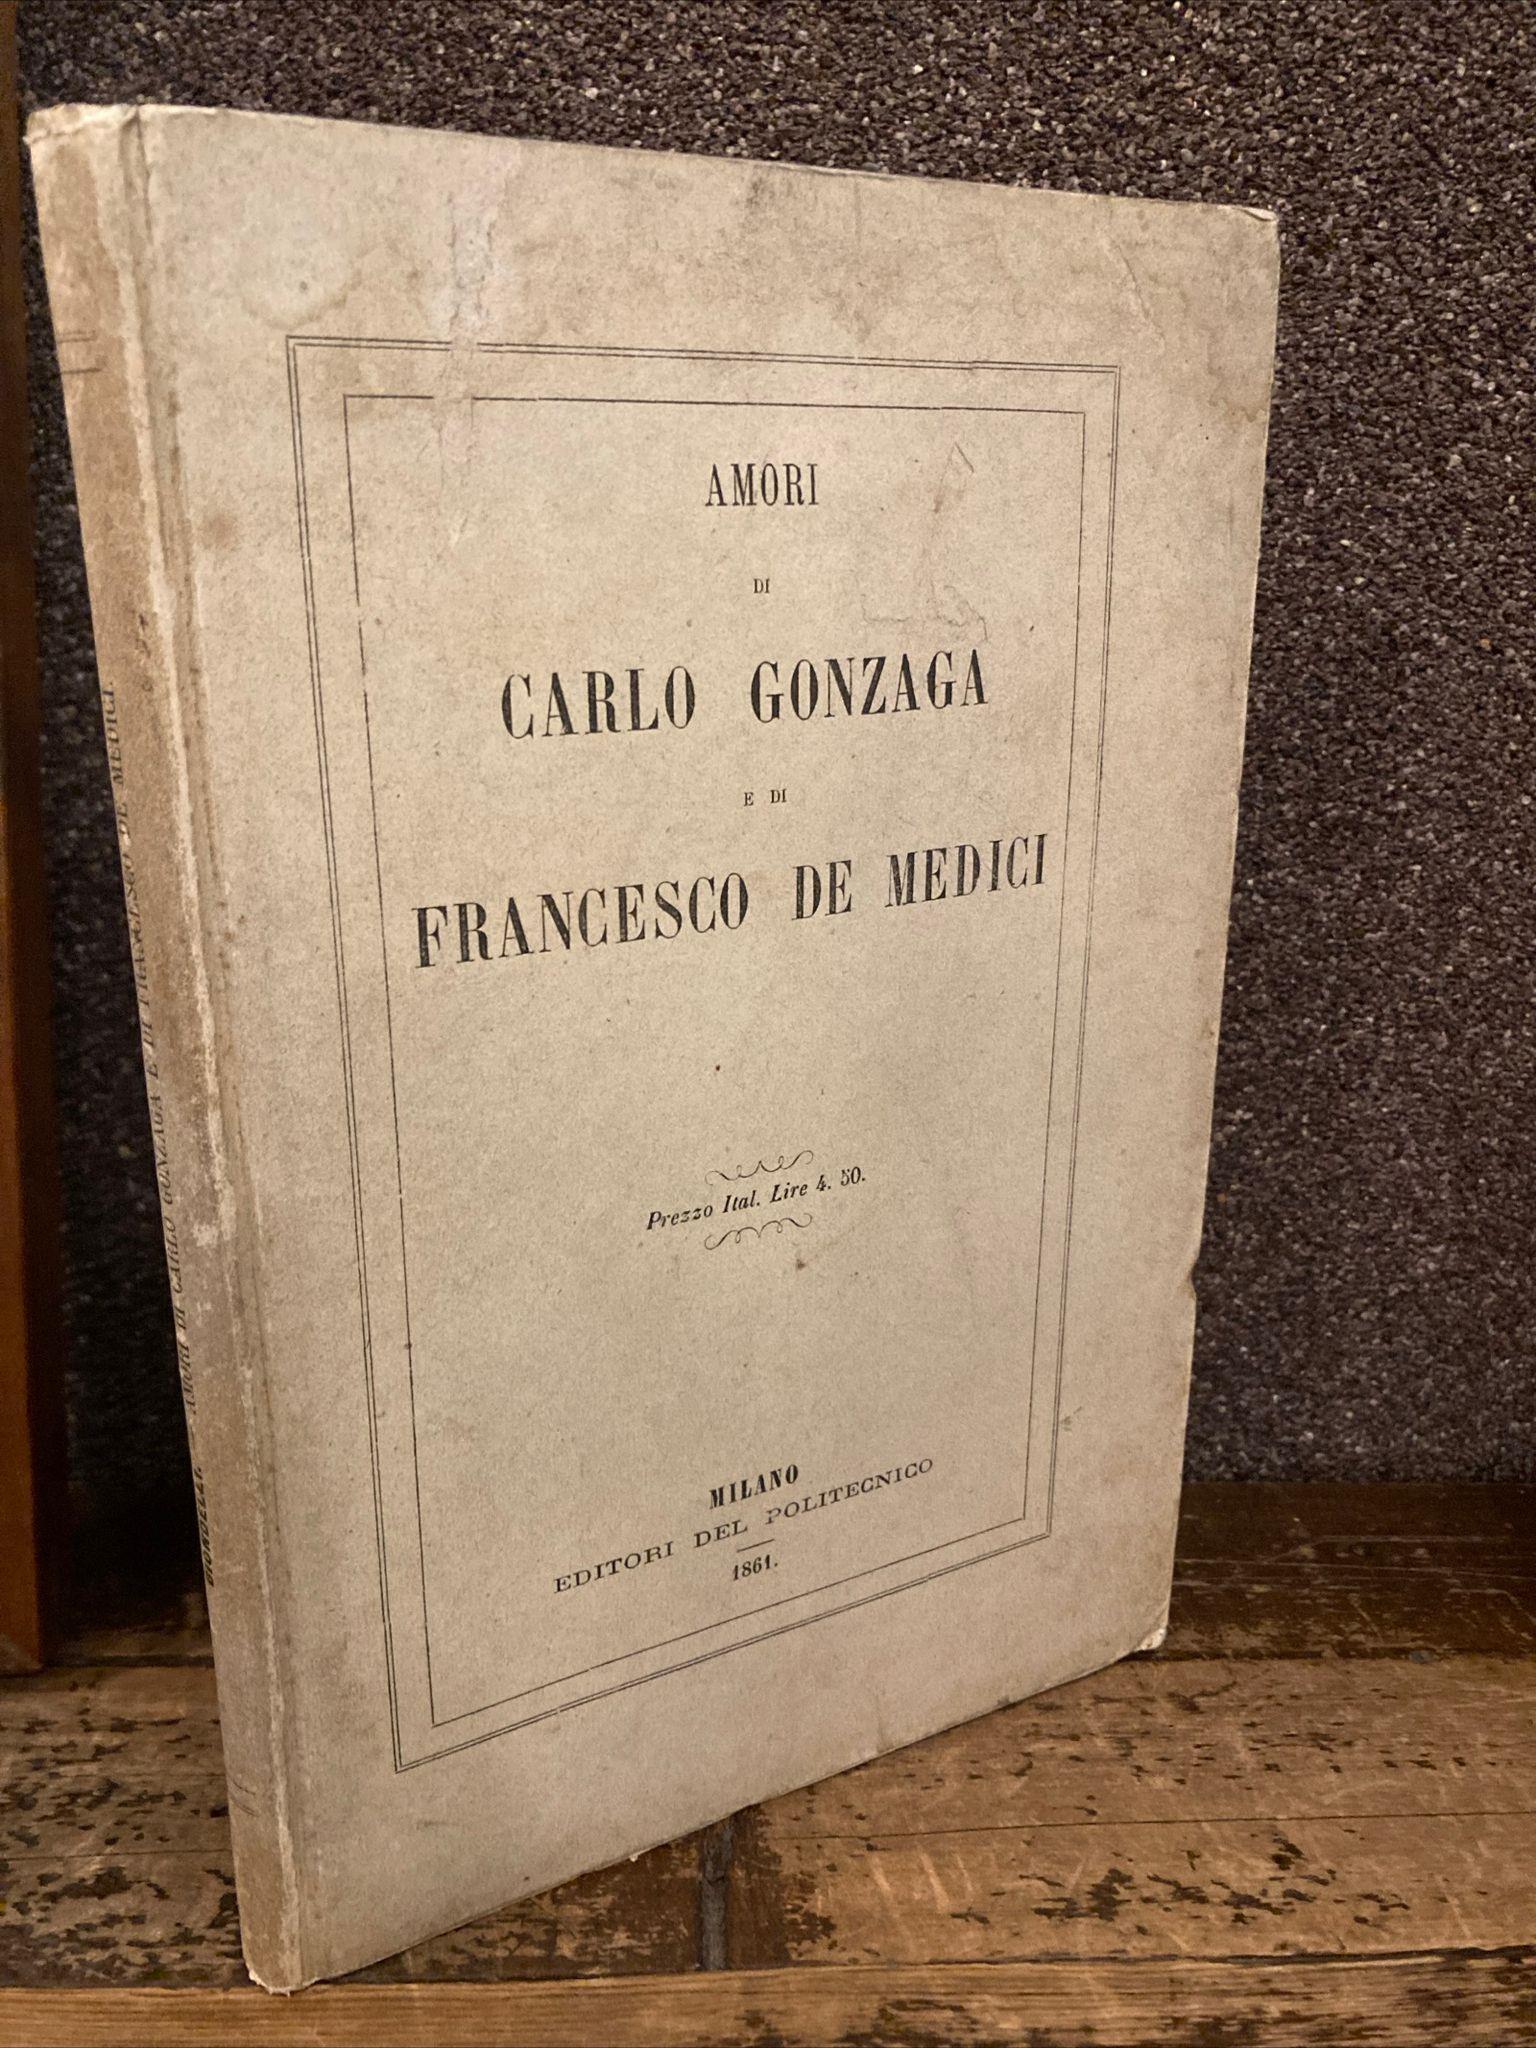 AMORI
DI
CARLO GONZAGA
E DI
FRANCESCO DE MEDICI
Prezzo Ital. Lire 4. 50.
MILANO
EDITORI DEL POLITECNICO
1861.
BIGNOZZI. — AMORI DI CARLO GONZAGA E DI FRANCESCO DE MEDICI.